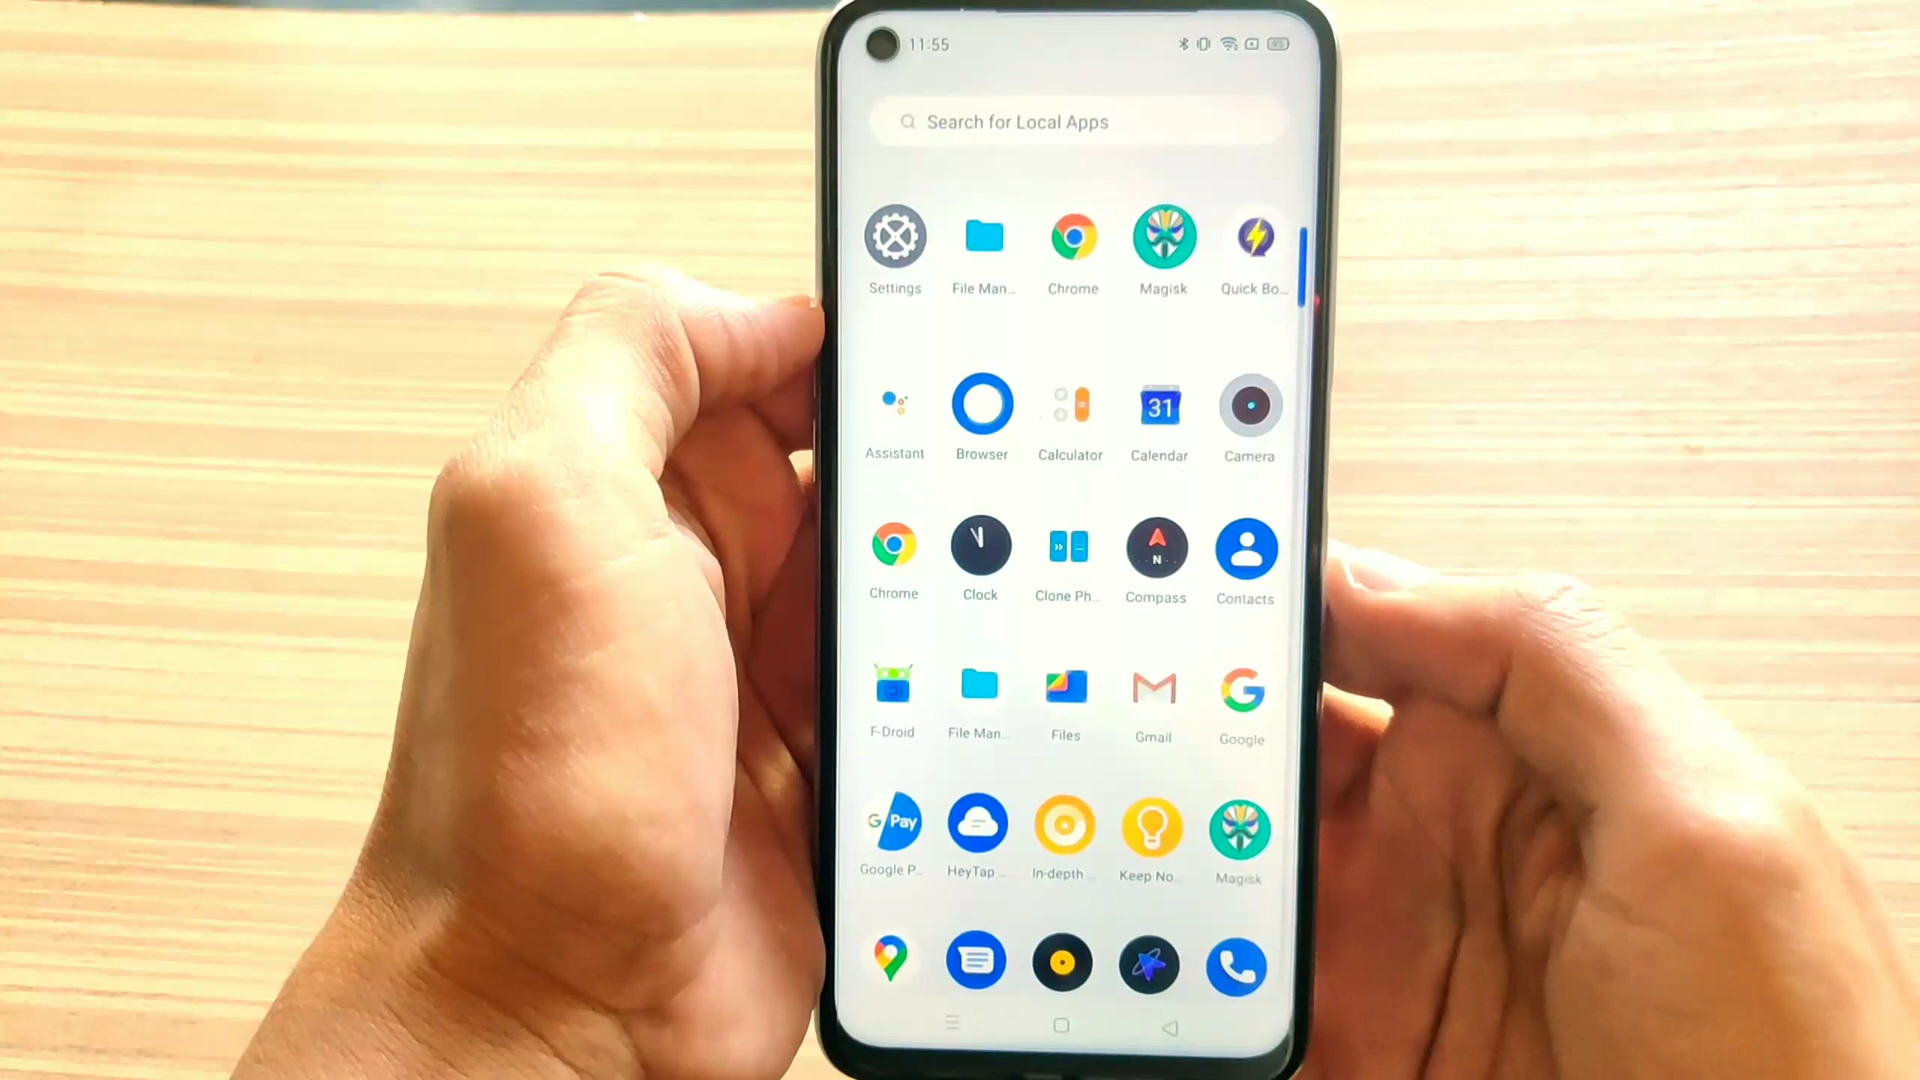 11:55
Search for Local Apps
Settings File Man... Chrome Magisk Quick Bo...
31
Assistant Browser Calculator Calendar Camera
N
Chrome Clock Clone Ph... Compass Contacts
F-Droid File Man... Files Gmail Google
G Pay
Google P... HeyTap ... In-depth ... Keep No... Magisk